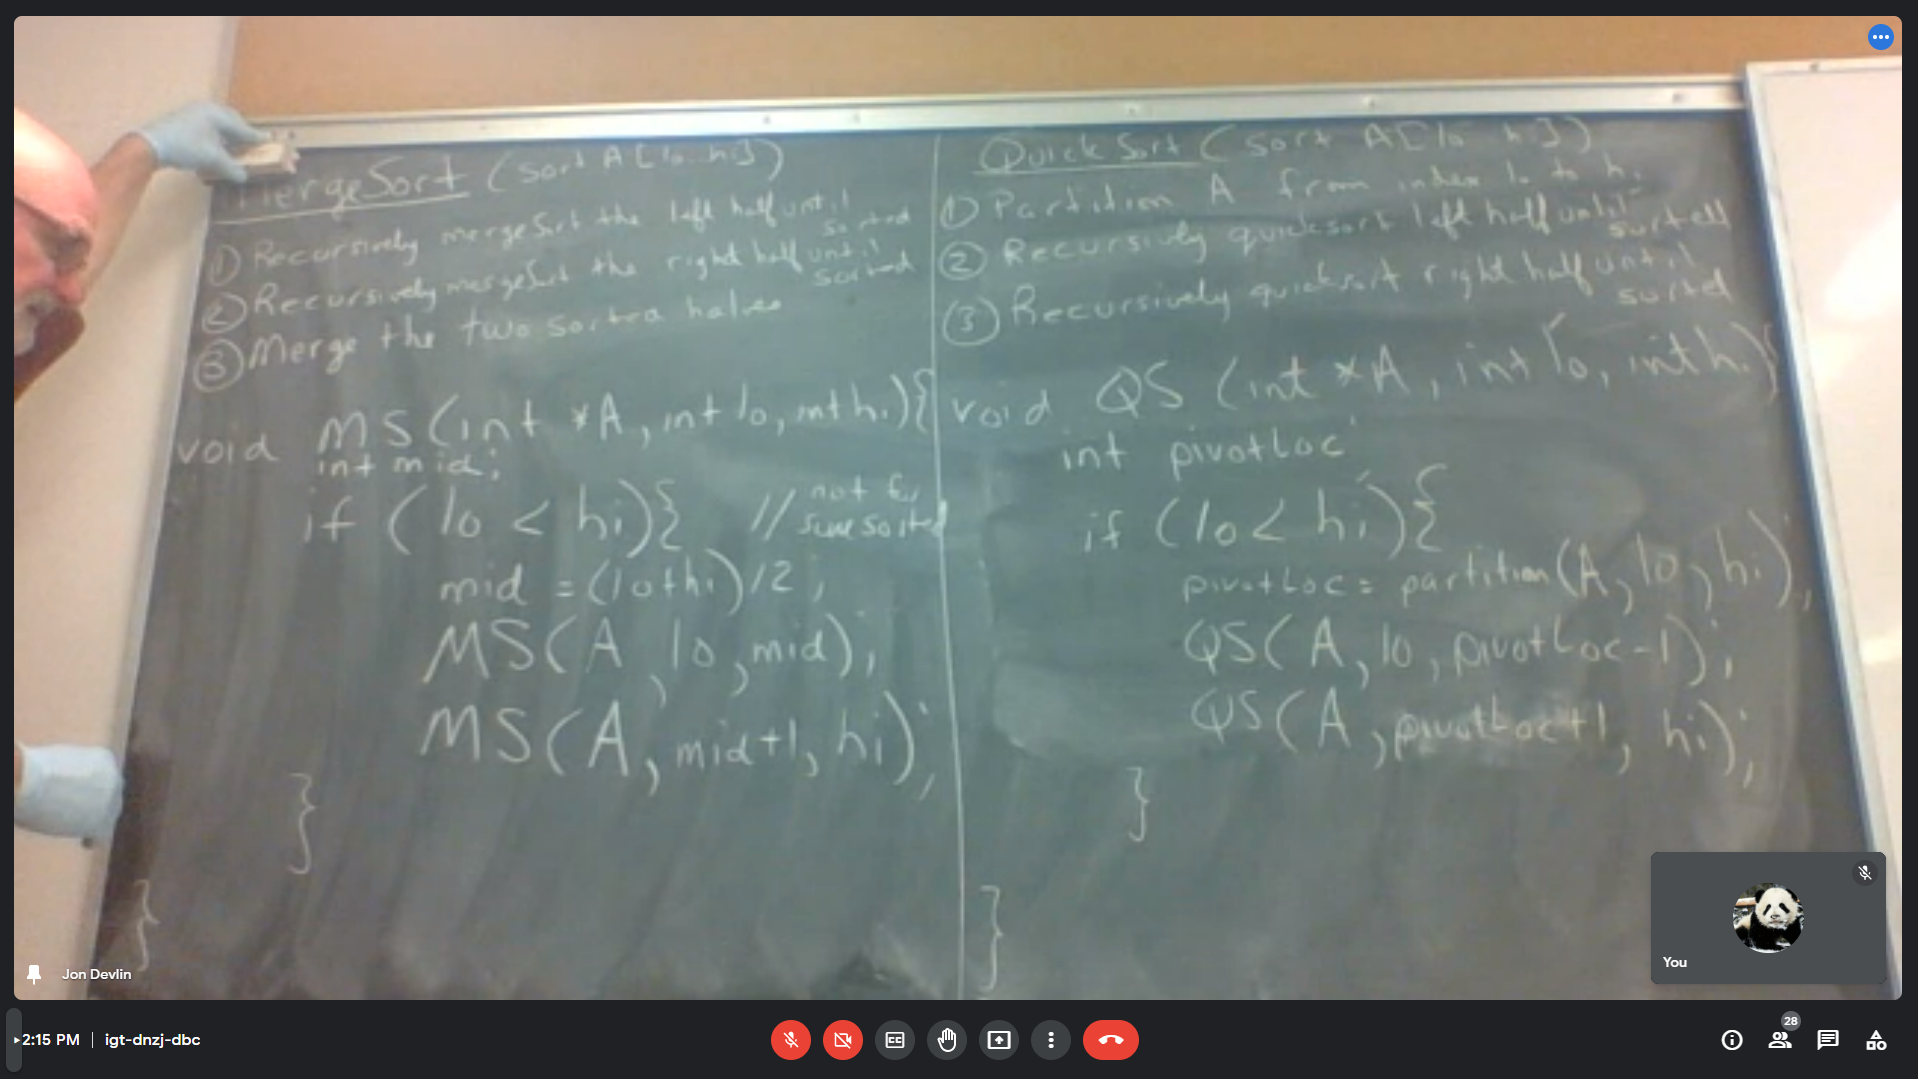 MergeSort (sort A[lo..hi])
① Recursively mergeSort the left half until sorted
② Recursively mergeSort the right half until sorted
③ Merge the two sorted halves
void MS(int *A, int lo, int hi){
int mid;
if (lo < hi){ // not for sure sorted
mid = (lo+hi)/2;
MS(A, lo, mid);
MS(A, mid+1, hi);
}
}
QuickSort (sort A[lo..hi])
① Partition A from index lo to hi
② Recursivly quicksort left half until sorted
③ Recursively quicksort right half until sorted
void QS (int *A, int lo, int hi){
int pivotLoc;
if (lo < hi){
pivotLoc = partition(A, lo, hi);
QS(A, lo, pivotLoc-1);
QS(A, pivotLoc+1, hi);
}
}
Jon Devlin
You
2:15 PM | igt-dnzj-dbc
28